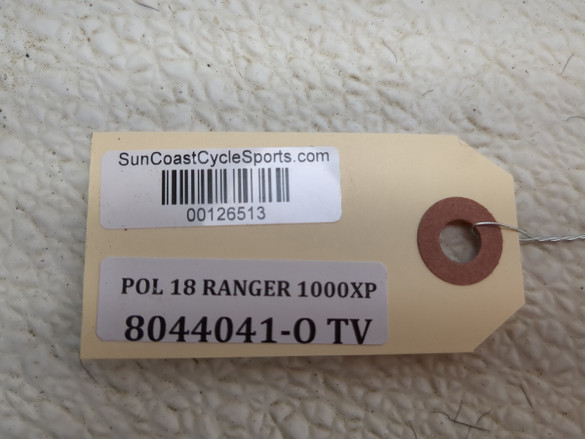 SunCoastCycleSports.com
00126513
POL 18 RANGER 1000XP
8044041-O TV